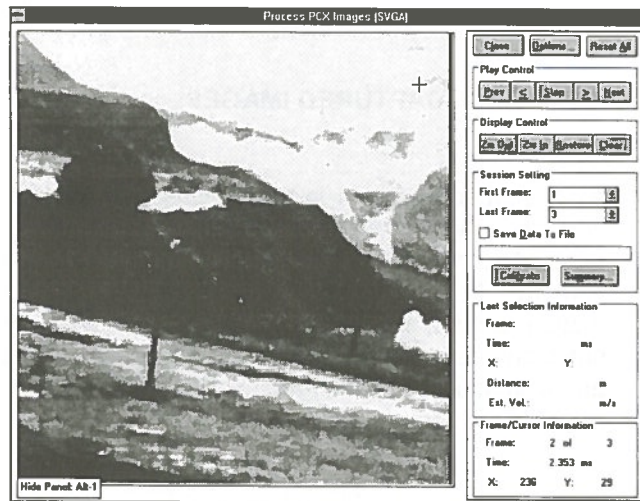 Process PCX Images (SVGA)
Close Options... Reset All
Play Control
Prev < Stop > Next
Display Control
Zm Out Zm In Restore Clear
Session Setting
First Frame: 1
Last Frame: 3
Save Data To File
Calibrate Summary...
Last Selection Information
Frame:
Time: ms
X: Y:
Distance: m
Ext. Vel.: m/s
Frame/Cursor Information
Frame: 2 of 3
Time: 2.353 ms
X: 236 Y: 29
Hide Panel: Alt-1